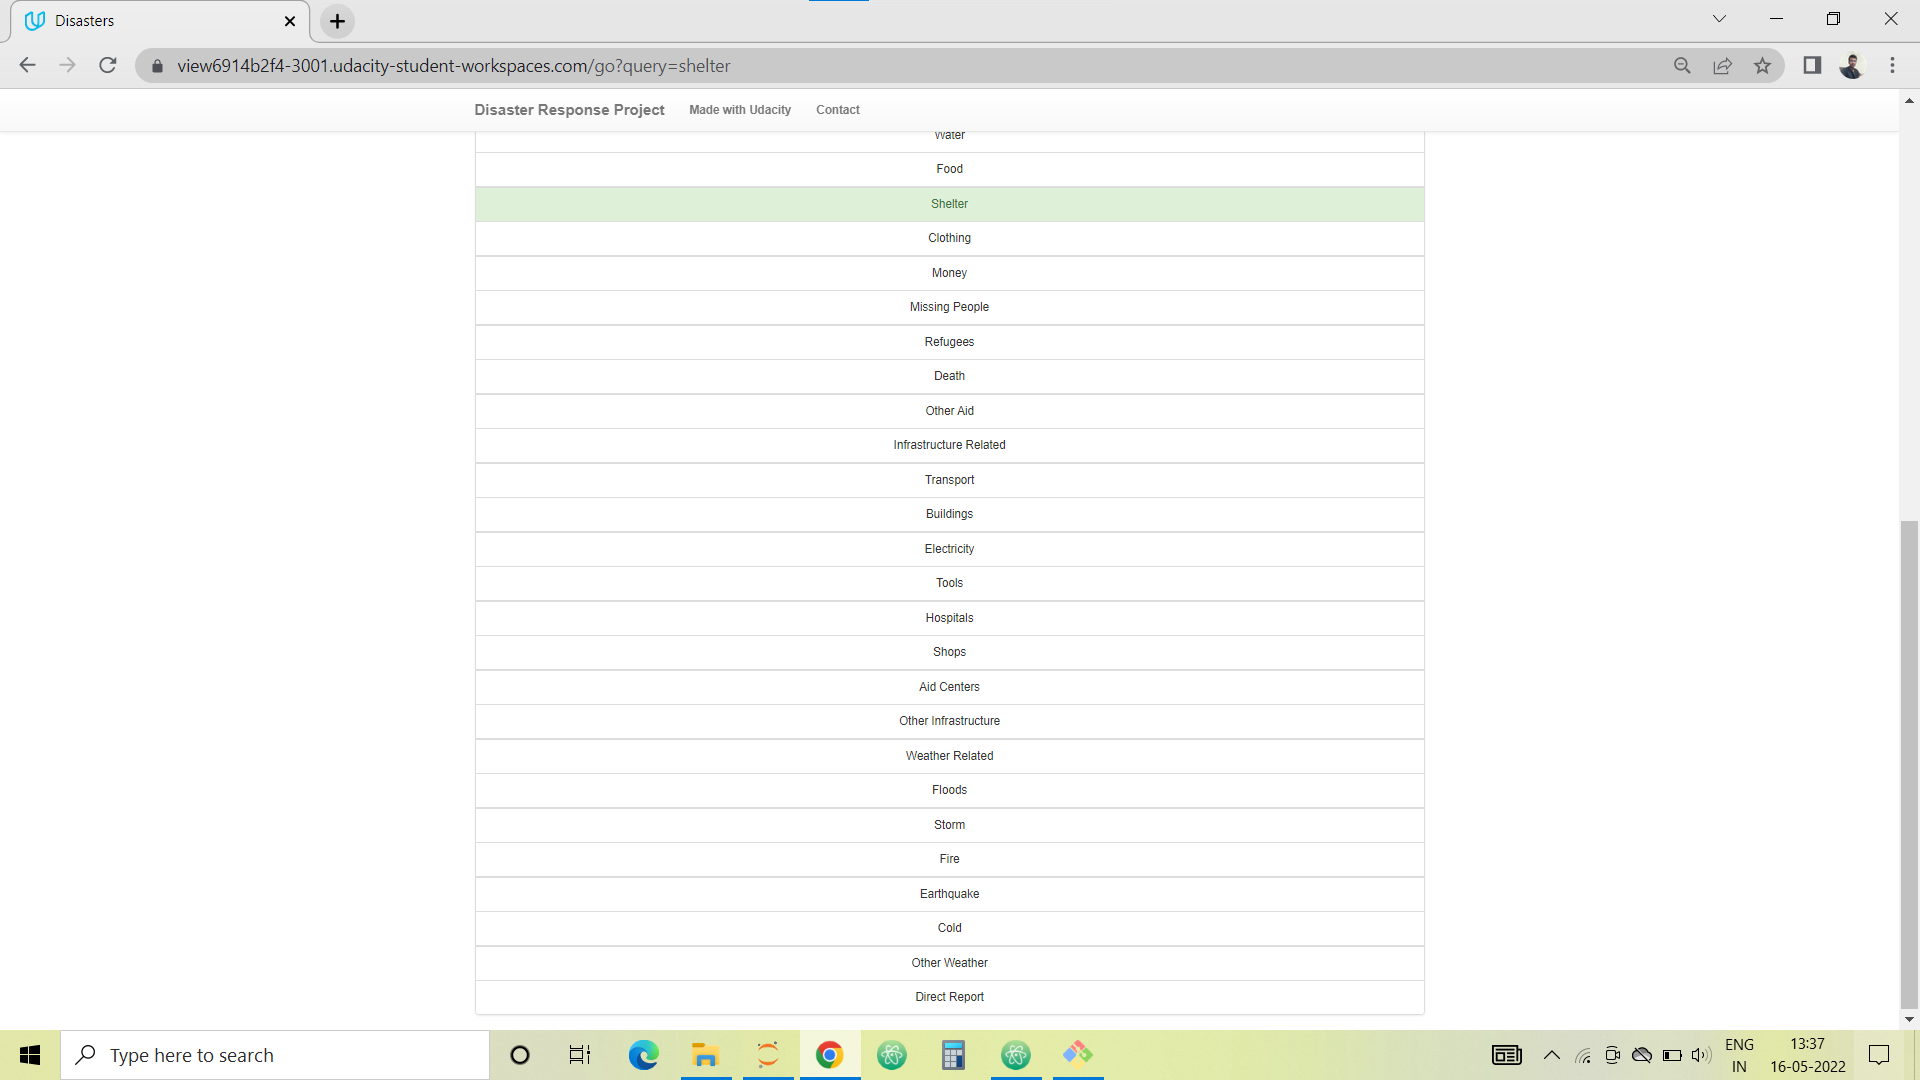 Disasters
view6914b2f4-3001.udacity-student-workspaces.com/go?query=shelter
Disaster Response Project Made with Udacity Contact
Water
Food
Shelter
Clothing
Money
Missing People
Refugees
Death
Other Aid
Infrastructure Related
Transport
Buildings
Electricity
Tools
Hospitals
Shops
Aid Centers
Other Infrastructure
Weather Related
Floods
Storm
Fire
Earthquake
Cold
Other Weather
Direct Report
Type here to search
ENG 13:37
IN 16-05-2022